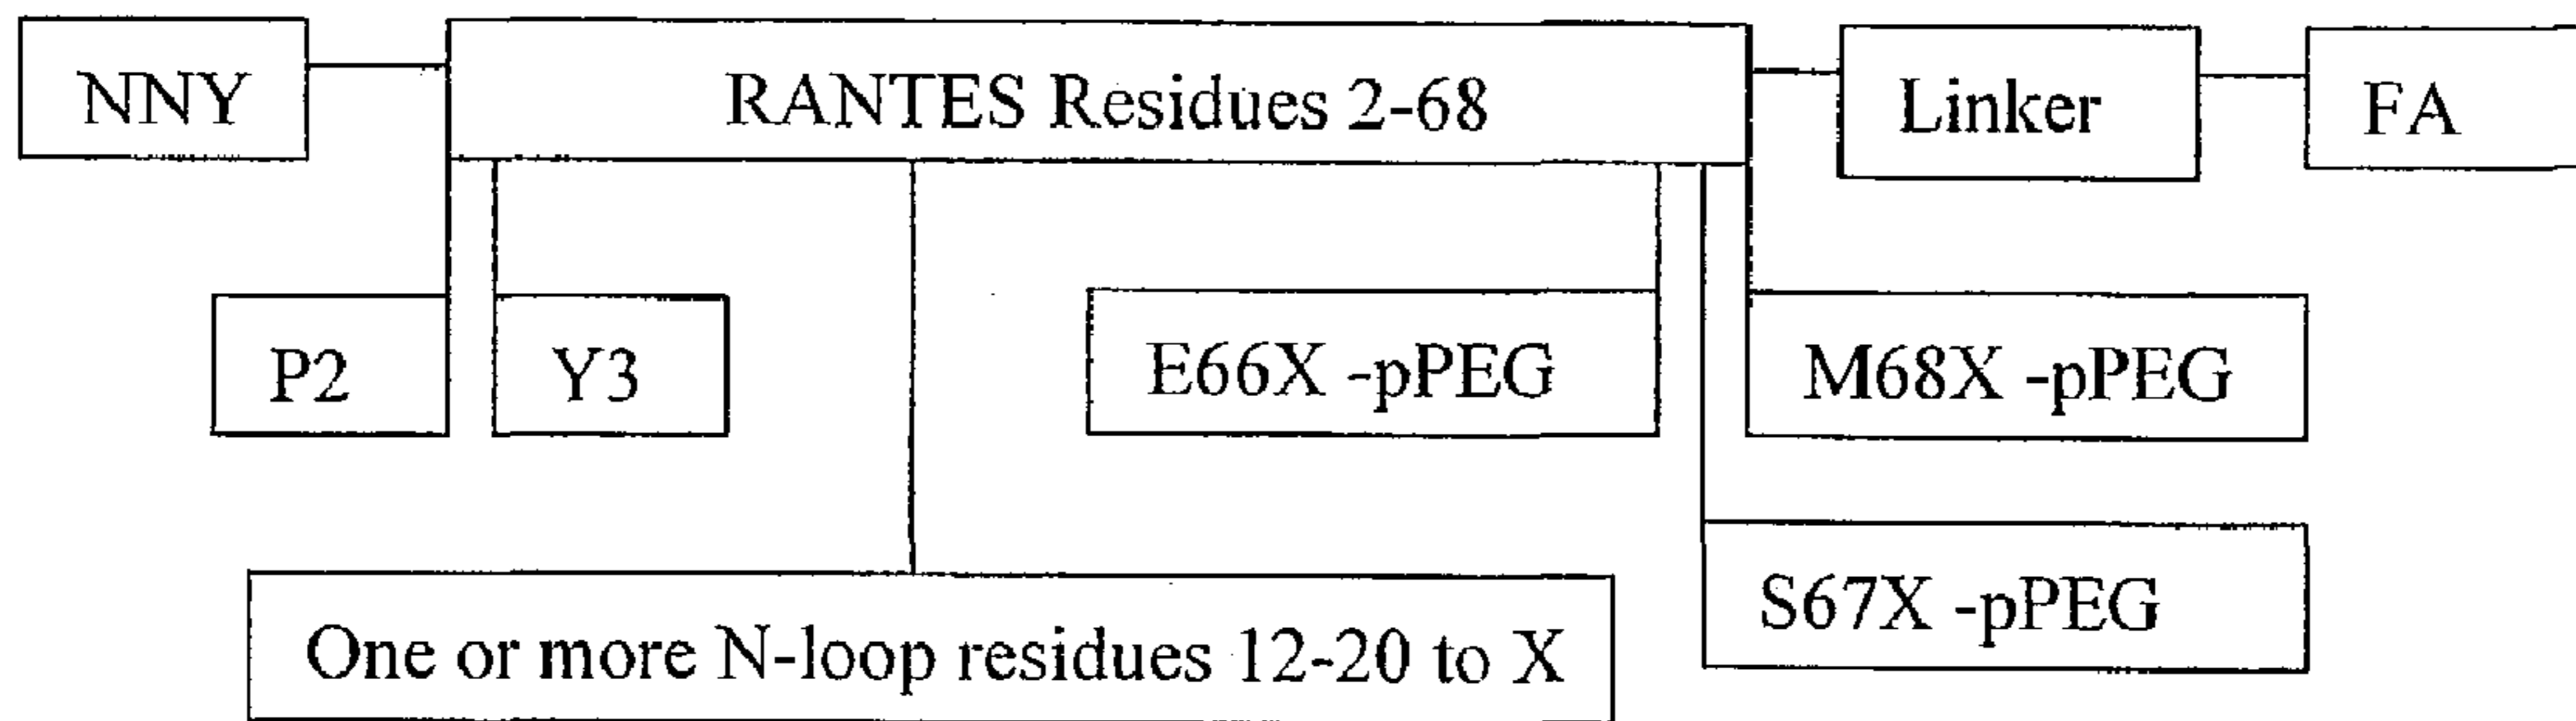 NNY
RANTES Residues 2-68
Linker
FA
P2
Y3
E66X -pPEG
M68X -pPEG
S67X -pPEG
One or more N-loop residues 12-20 to X